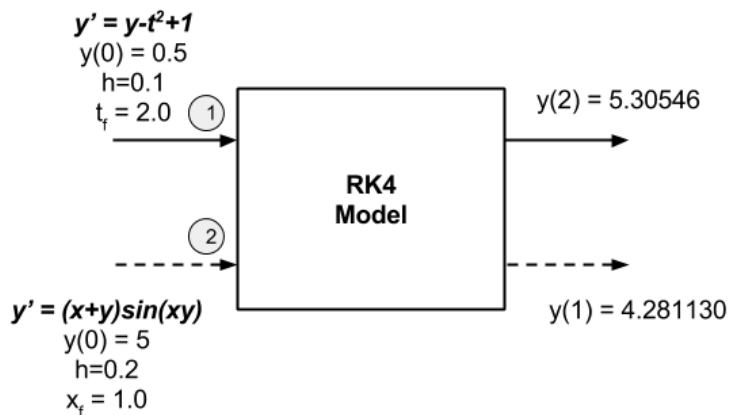 y’ = y-t²+1
y(0) = 0.5
h=0.1
t_f = 2.0
1
y(2) = 5.30546
RK4
Model
2
y’ = (x+y)sin(xy)
y(0) = 5
h=0.2
x_f = 1.0
y(1) = 4.281130